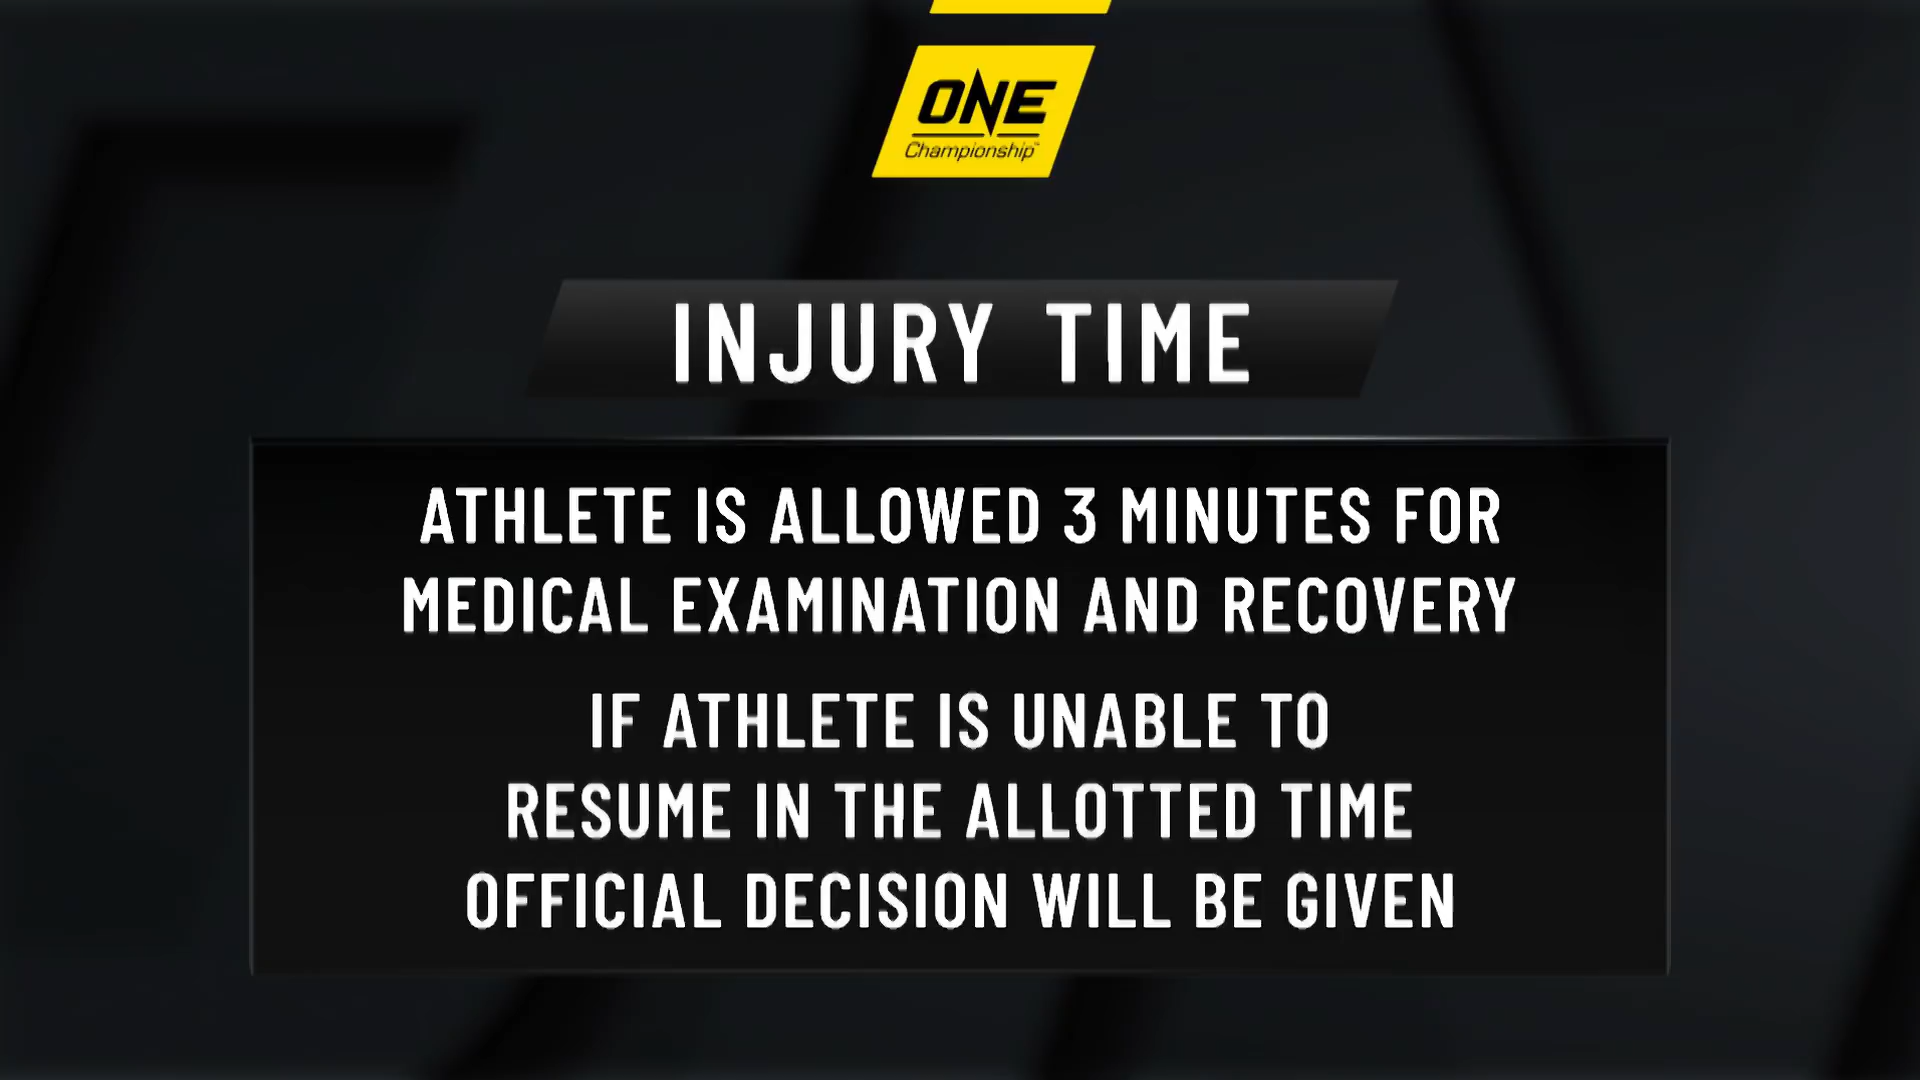 ONE
Championship™
INJURY TIME
ATHLETE IS ALLOWED 3 MINUTES FOR
MEDICAL EXAMINATION AND RECOVERY
IF ATHLETE IS UNABLE TO
RESUME IN THE ALLOTTED TIME
OFFICIAL DECISION WILL BE GIVEN